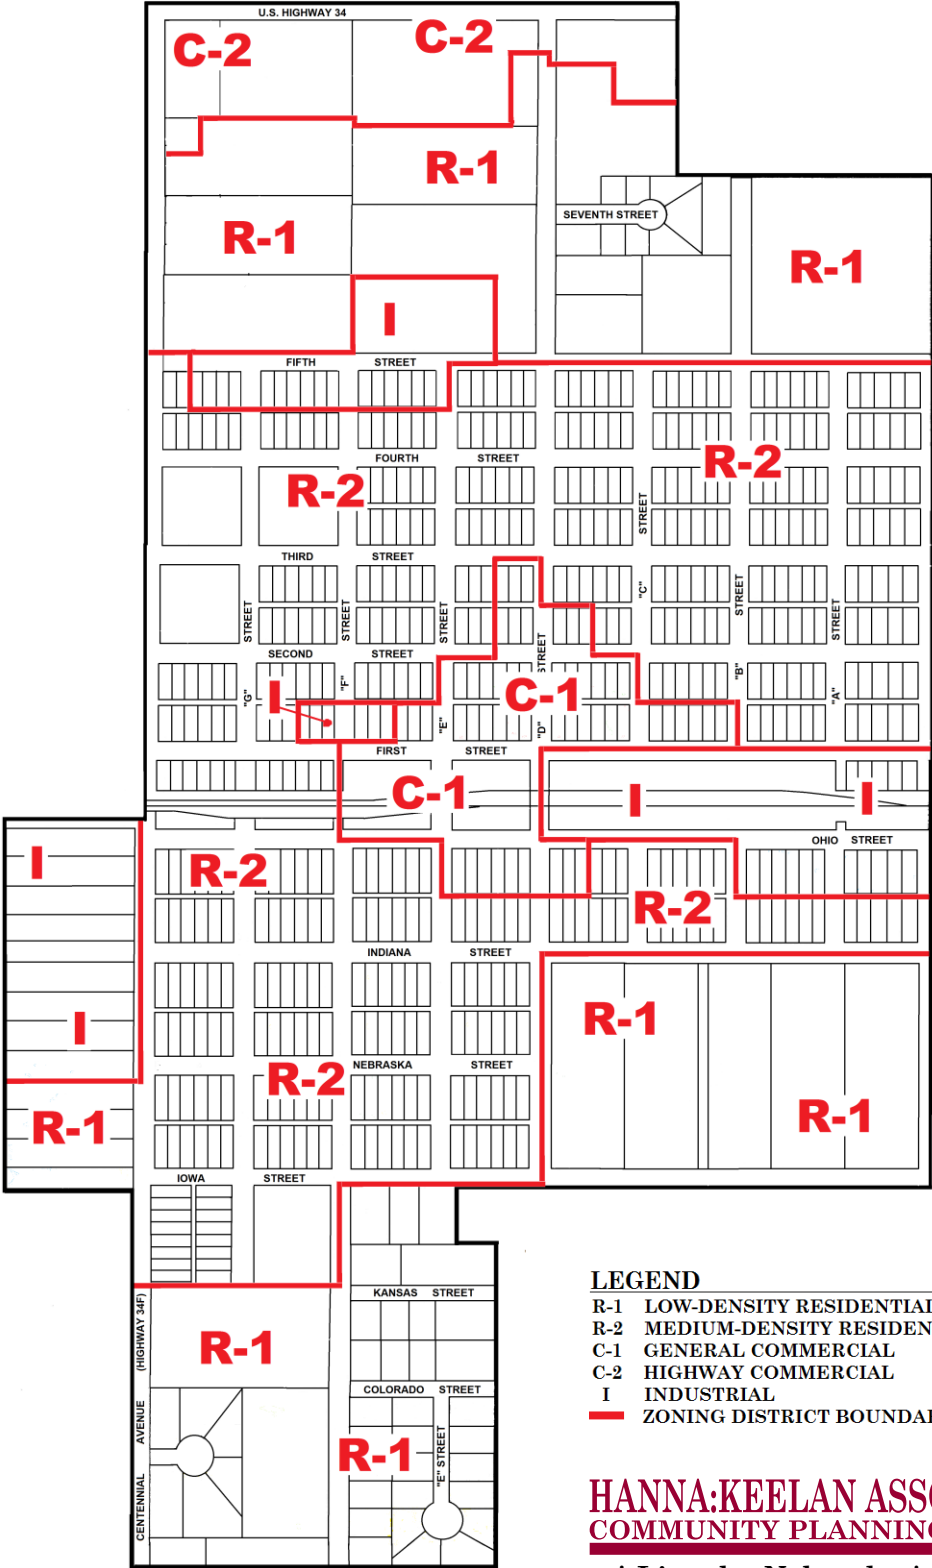 U.S. HIGHWAY 34
C-2
C-2
R-1
SEVENTH STREET
R-1
R-1
I
FIFTH STREET
R-2
FOURTH STREET
R-2
STREET
THIRD STREET
"C"
STREET
STREET
STREET
STREET
STREET
STREET
SECOND STREET
"G"
"F"
"E"
"D"
"B"
"A"
I
C-1
FIRST STREET
C-1
I
I
OHIO STREET
I
R-2
R-2
INDIANA STREET
I
R-1
NEBRASKA STREET
R-2
R-1
R-1
IOWA STREET
KANSAS STREET
R-1
COLORADO STREET
R-1
"E" STREET
CENTENNIAL AVENUE (HIGHWAY 34F)
LEGEND
R-1 LOW-DENSITY RESIDENTIAL
R-2 MEDIUM-DENSITY RESIDEN
C-1 GENERAL COMMERCIAL
C-2 HIGHWAY COMMERCIAL
I INDUSTRIAL
ZONING DISTRICT BOUNDA
HANNA:KEELAN ASSO
COMMUNITY PLANNING